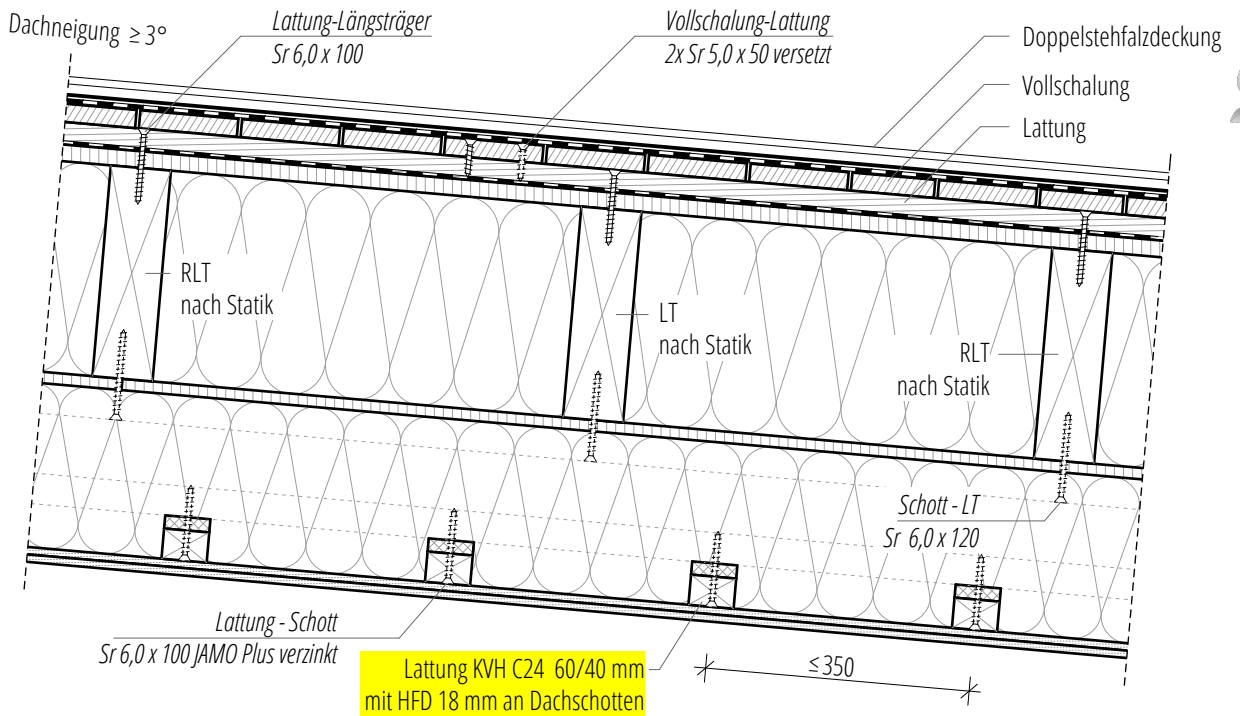 Dachneigung ≥ 3°
Lattung-Längsträger
Sr 6,0 x 100
Vollschalung-Lattung
2x Sr 5,0 x 50 versetzt
Doppelstehfalzdeckung
Vollschalung
Lattung
RLT
nach Statik
LT
nach Statik
RLT
nach Statik
Schott - LT
Sr 6,0 x 120
Lattung - Schott
Sr 6,0 x 100 JAMO Plus verzinkt
Lattung KVH C24 60/40 mm
mit HFD 18 mm an Dachschotten
≤350